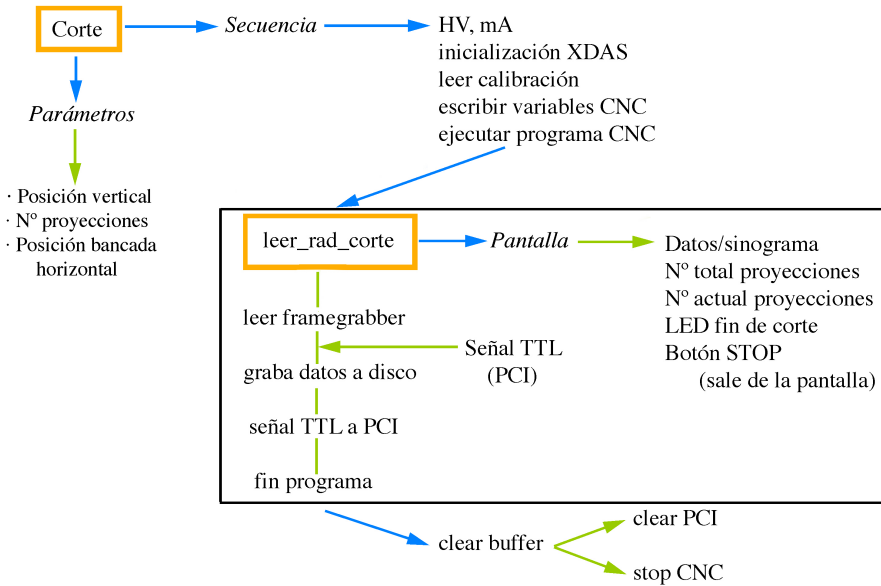 Corte
Secuencia
HV, mA
inicialización XDAS
leer calibración
escribir variables CNC
ejecutar programa CNC
Parámetros
· Posición vertical
· Nº proyecciones
· Posición bancada
horizontal
leer_rad_corte
Pantalla
Datos/sinograma
Nº total proyecciones
Nº actual proyecciones
LED fin de corte
Botón STOP
(sale de la pantalla)
leer framegrabber
Señal TTL
(PCI)
graba datos a disco
señal TTL a PCI
fin programa
clear buffer
clear PCI
stop CNC